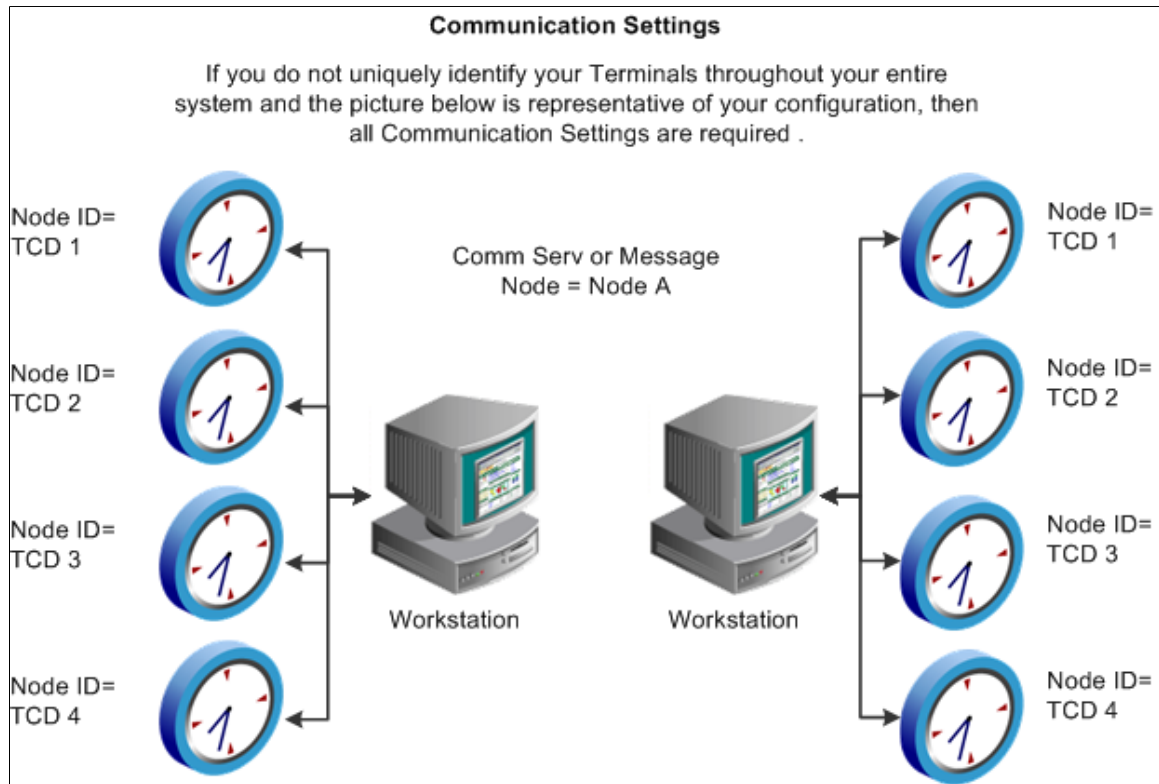 Communication Settings
If you do not uniquely identify your Terminals throughout your entire
system and the picture below is representative of your configuration, then
all Communication Settings are required .
Node ID=
TCD 1
Comm Serv or Message
Node = Node A
Node ID=
TCD 1
Node ID=
TCD 2
Node ID=
TCD 2
Node ID=
TCD 3
Node ID=
TCD 3
Workstation
Workstation
Node ID=
TCD 4
Node ID=
TCD 4